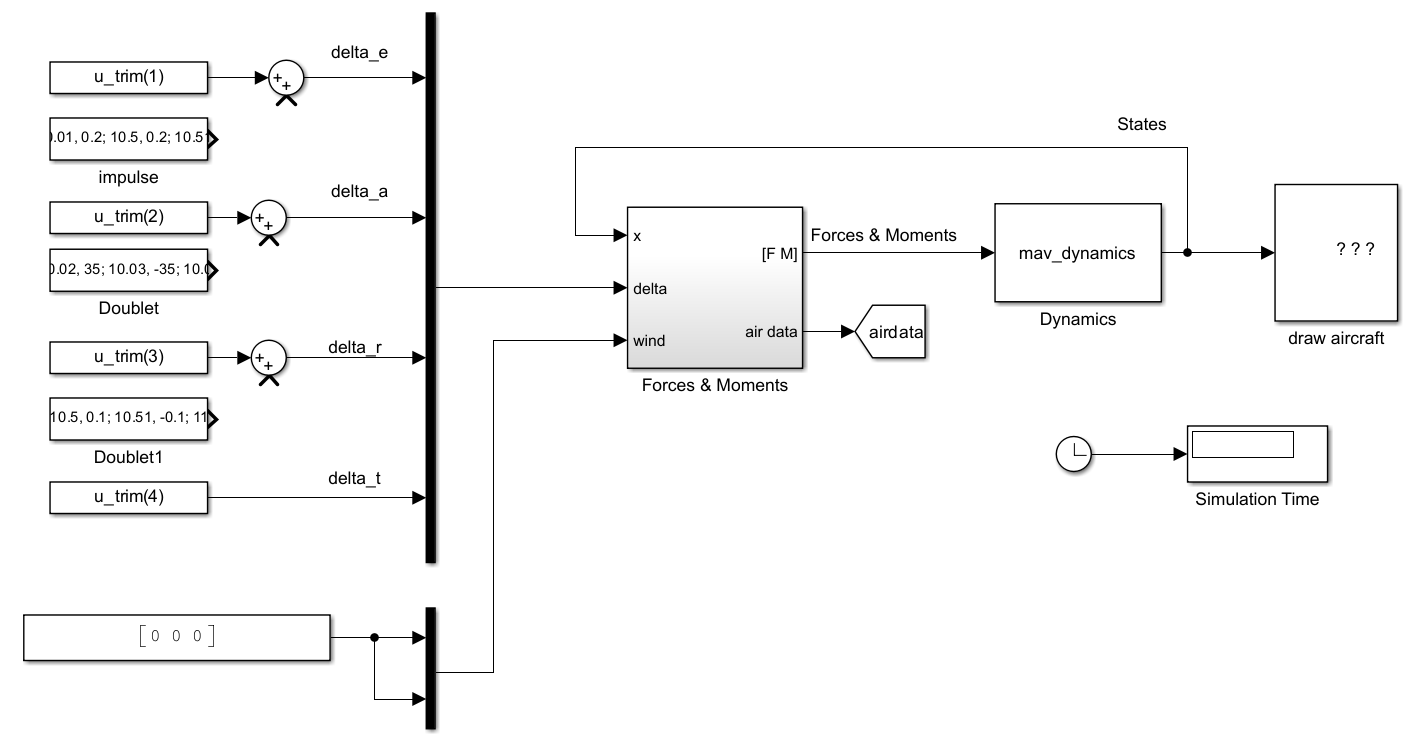 delta_e
u_trim(1)
++
0.01, 0.2; 10.5, 0.2; 10.51
impulse
delta_a
u_trim(2)
++
0.02, 35; 10.03, -35; 10.0
Doublet
delta_r
u_trim(3)
++
10.5, 0.1; 10.51, -0.1; 11
Doublet1
delta_t
u_trim(4)
[0 0 0]
States
x
[F M]
delta
wind
air data
Forces & Moments
Forces & Moments
airdata
mav_dynamics
Dynamics
? ? ?
draw aircraft
Simulation Time